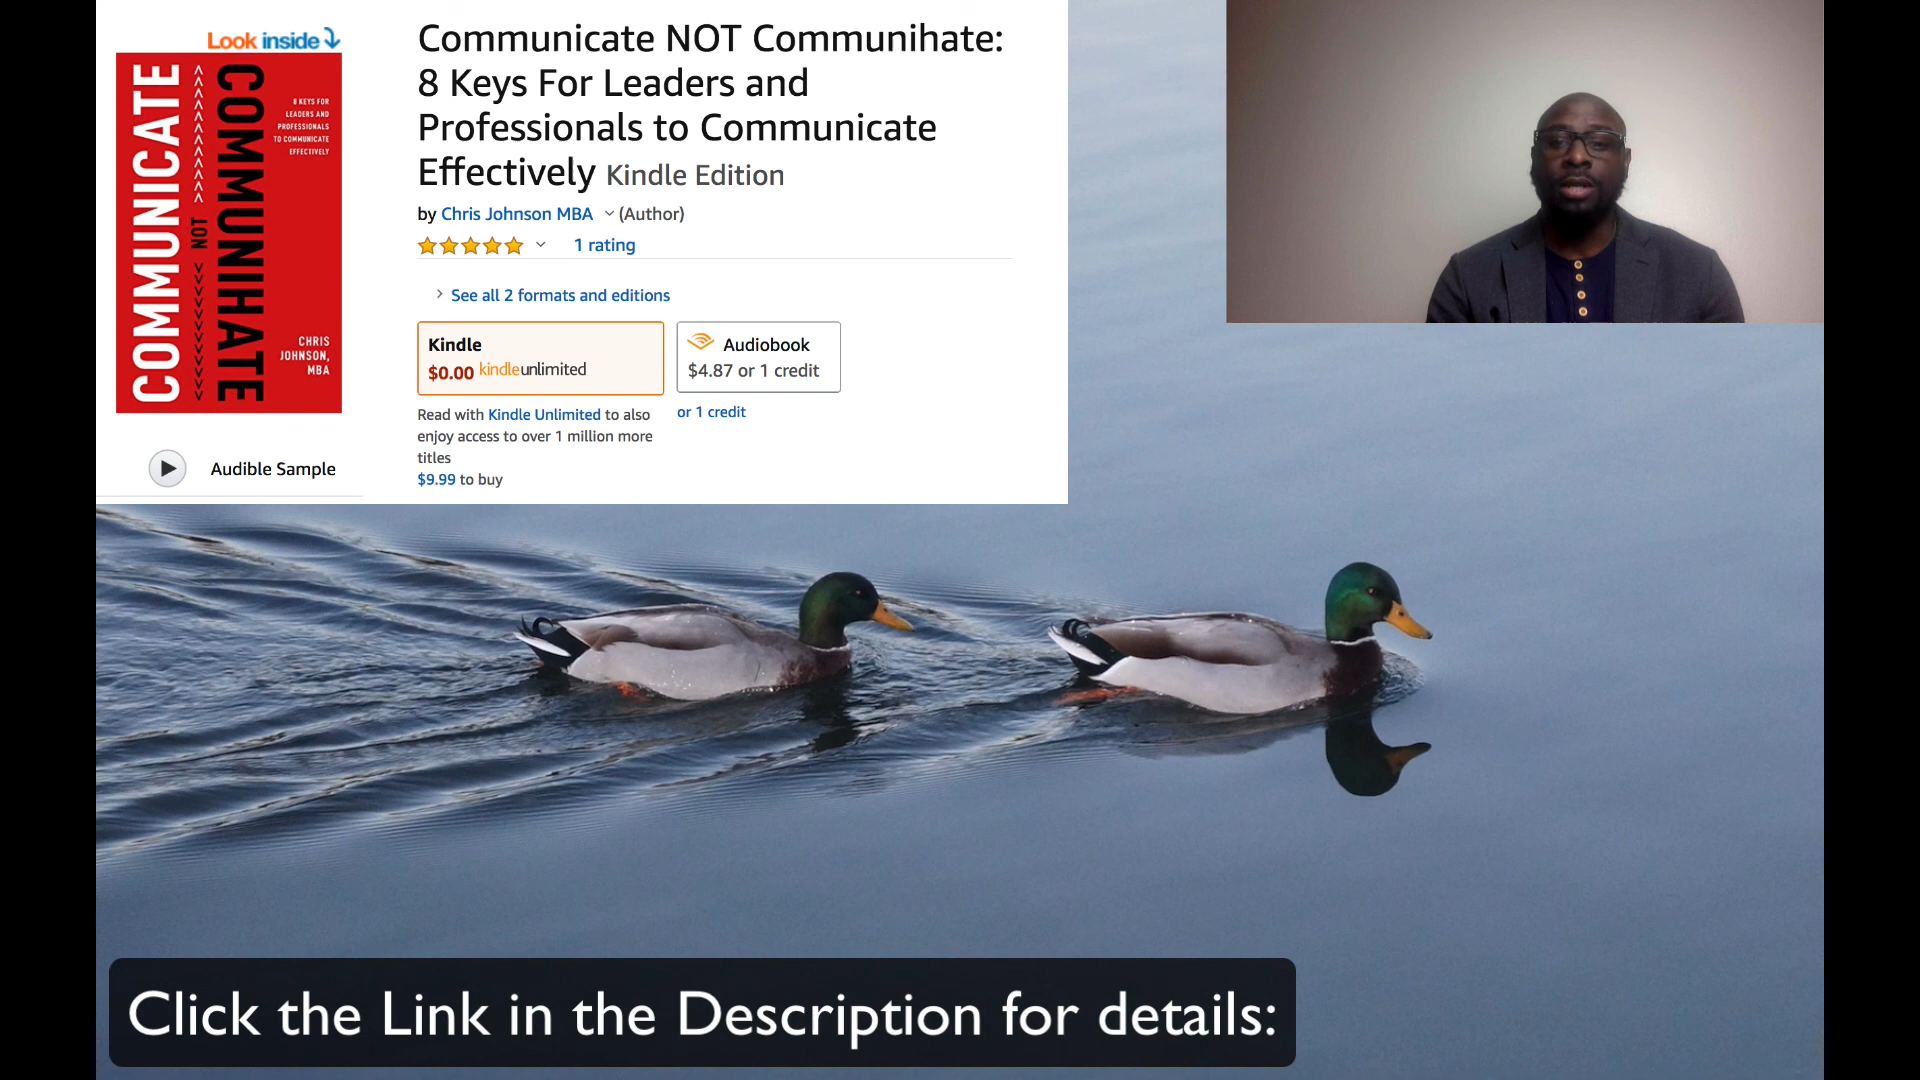 Look inside
COMMUNICATE
NOT
COMMUNIHATE
8 KEYS FOR
LEADERS AND
PROFESSIONALS
TO COMMUNICATE
EFFECTIVELY
CHRIS
JOHNSON,
MBA
Audible Sample
Communicate NOT Communihate:
8 Keys For Leaders and
Professionals to Communicate
Effectively Kindle Edition
by Chris Johnson MBA (Author)
1 rating
See all 2 formats and editions
Kindle
$0.00 kindleunlimited
Audiobook
$4.87 or 1 credit
Read with Kindle Unlimited to also
enjoy access to over 1 million more
titles
$9.99 to buy
or 1 credit
Click the Link in the Description for details: